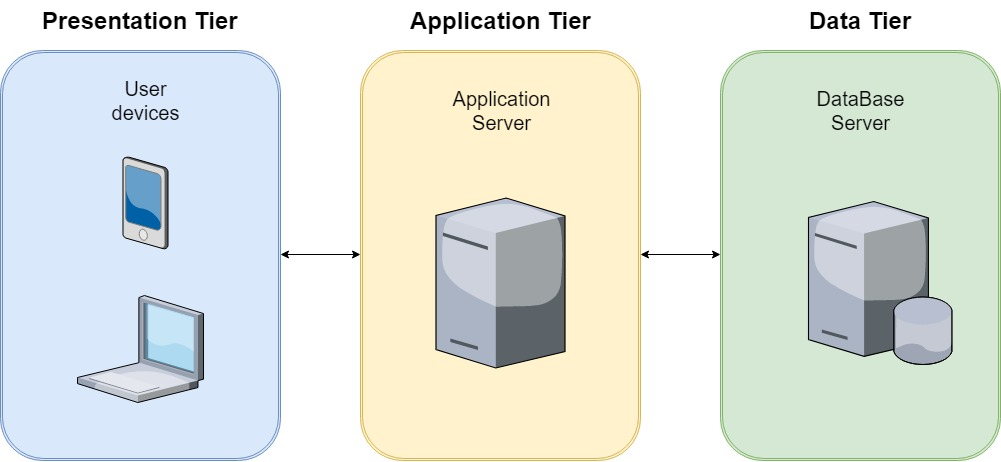 Presentation Tier
Application Tier
Data Tier
User
devices
Application
Server
DataBase
Server